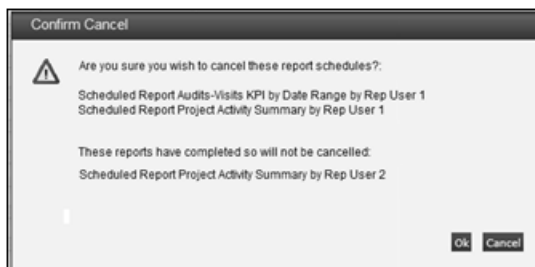 Confirm Cancel
Are you sure you wish to cancel these report schedules?:
Scheduled Report Audits-Visits KPI by Date Range by Rep User 1
Scheduled Report Project Activity Summary by Rep User 1
These reports have completed so will not be cancelled:
Scheduled Report Project Activity Summary by Rep User 2
Ok Cancel